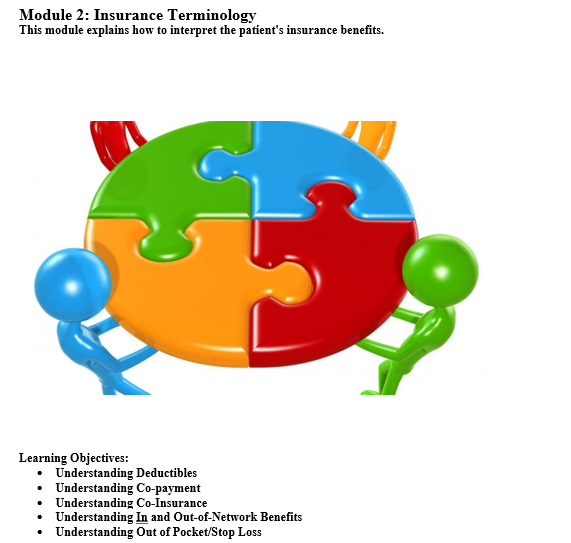 Module 2: Insurance Terminology
This module explains how to interpret the patient's insurance benefits.
Learning Objectives:
• Understanding Deductibles
• Understanding Co-payment
• Understanding Co-Insurance
• Understanding In and Out-of-Network Benefits
• Understanding Out of Pocket/Stop Loss